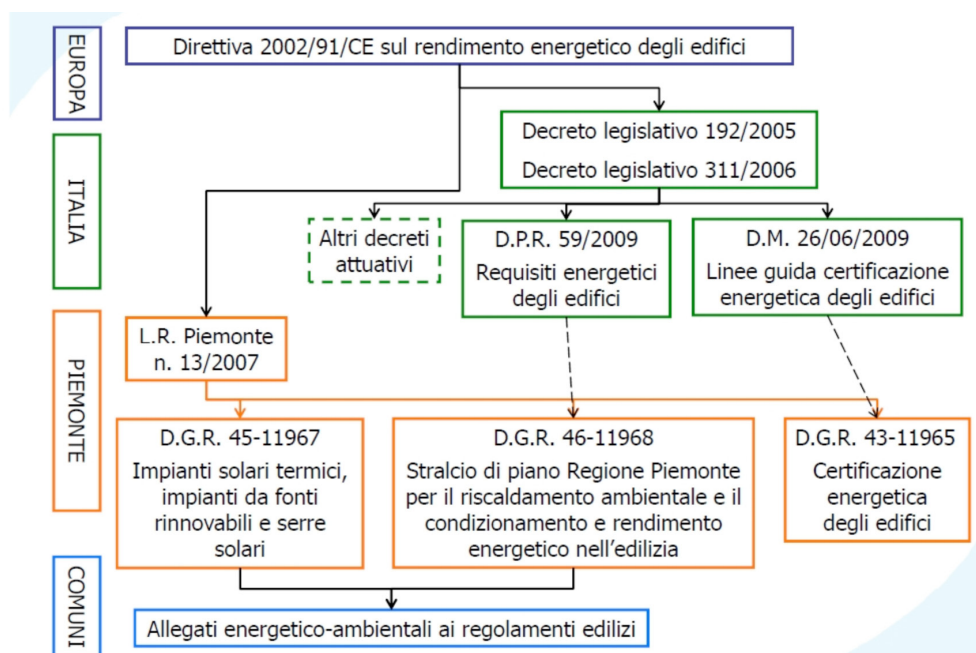 EUROPA
Direttiva 2002/91/CE sul rendimento energetico degli edifici
ITALIA
Decreto legislativo 192/2005
Decreto legislativo 311/2006
Altri decreti
attuativi
D.P.R. 59/2009
Requisiti energetici
degli edifici
D.M. 26/06/2009
Linee guida certificazione
energetica degli edifici
PIEMONTE
L.R. Piemonte
n. 13/2007
D.G.R. 45-11967
Impianti solari termici,
impianti da fonti
rinnovabili e serre
solari
D.G.R. 46-11968
Stralcio di piano Regione Piemonte
per il riscaldamento ambientale e il
condizionamento e rendimento
energetico nell'edilizia
D.G.R. 43-11965
Certificazione
energetica
degli edifici
COMUNI
Allegati energetico-ambientali ai regolamenti edilizi